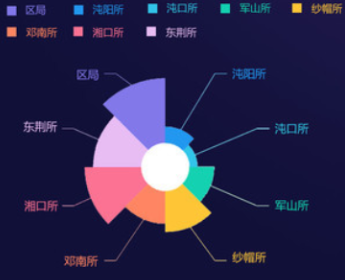 区局 沌阳所 沌口所 军山所 纱帽所
邓南所 湘口所 东荆所
区局 沌阳所
东荆所 沌口所
湘口所 军山所
邓南所 纱帽所